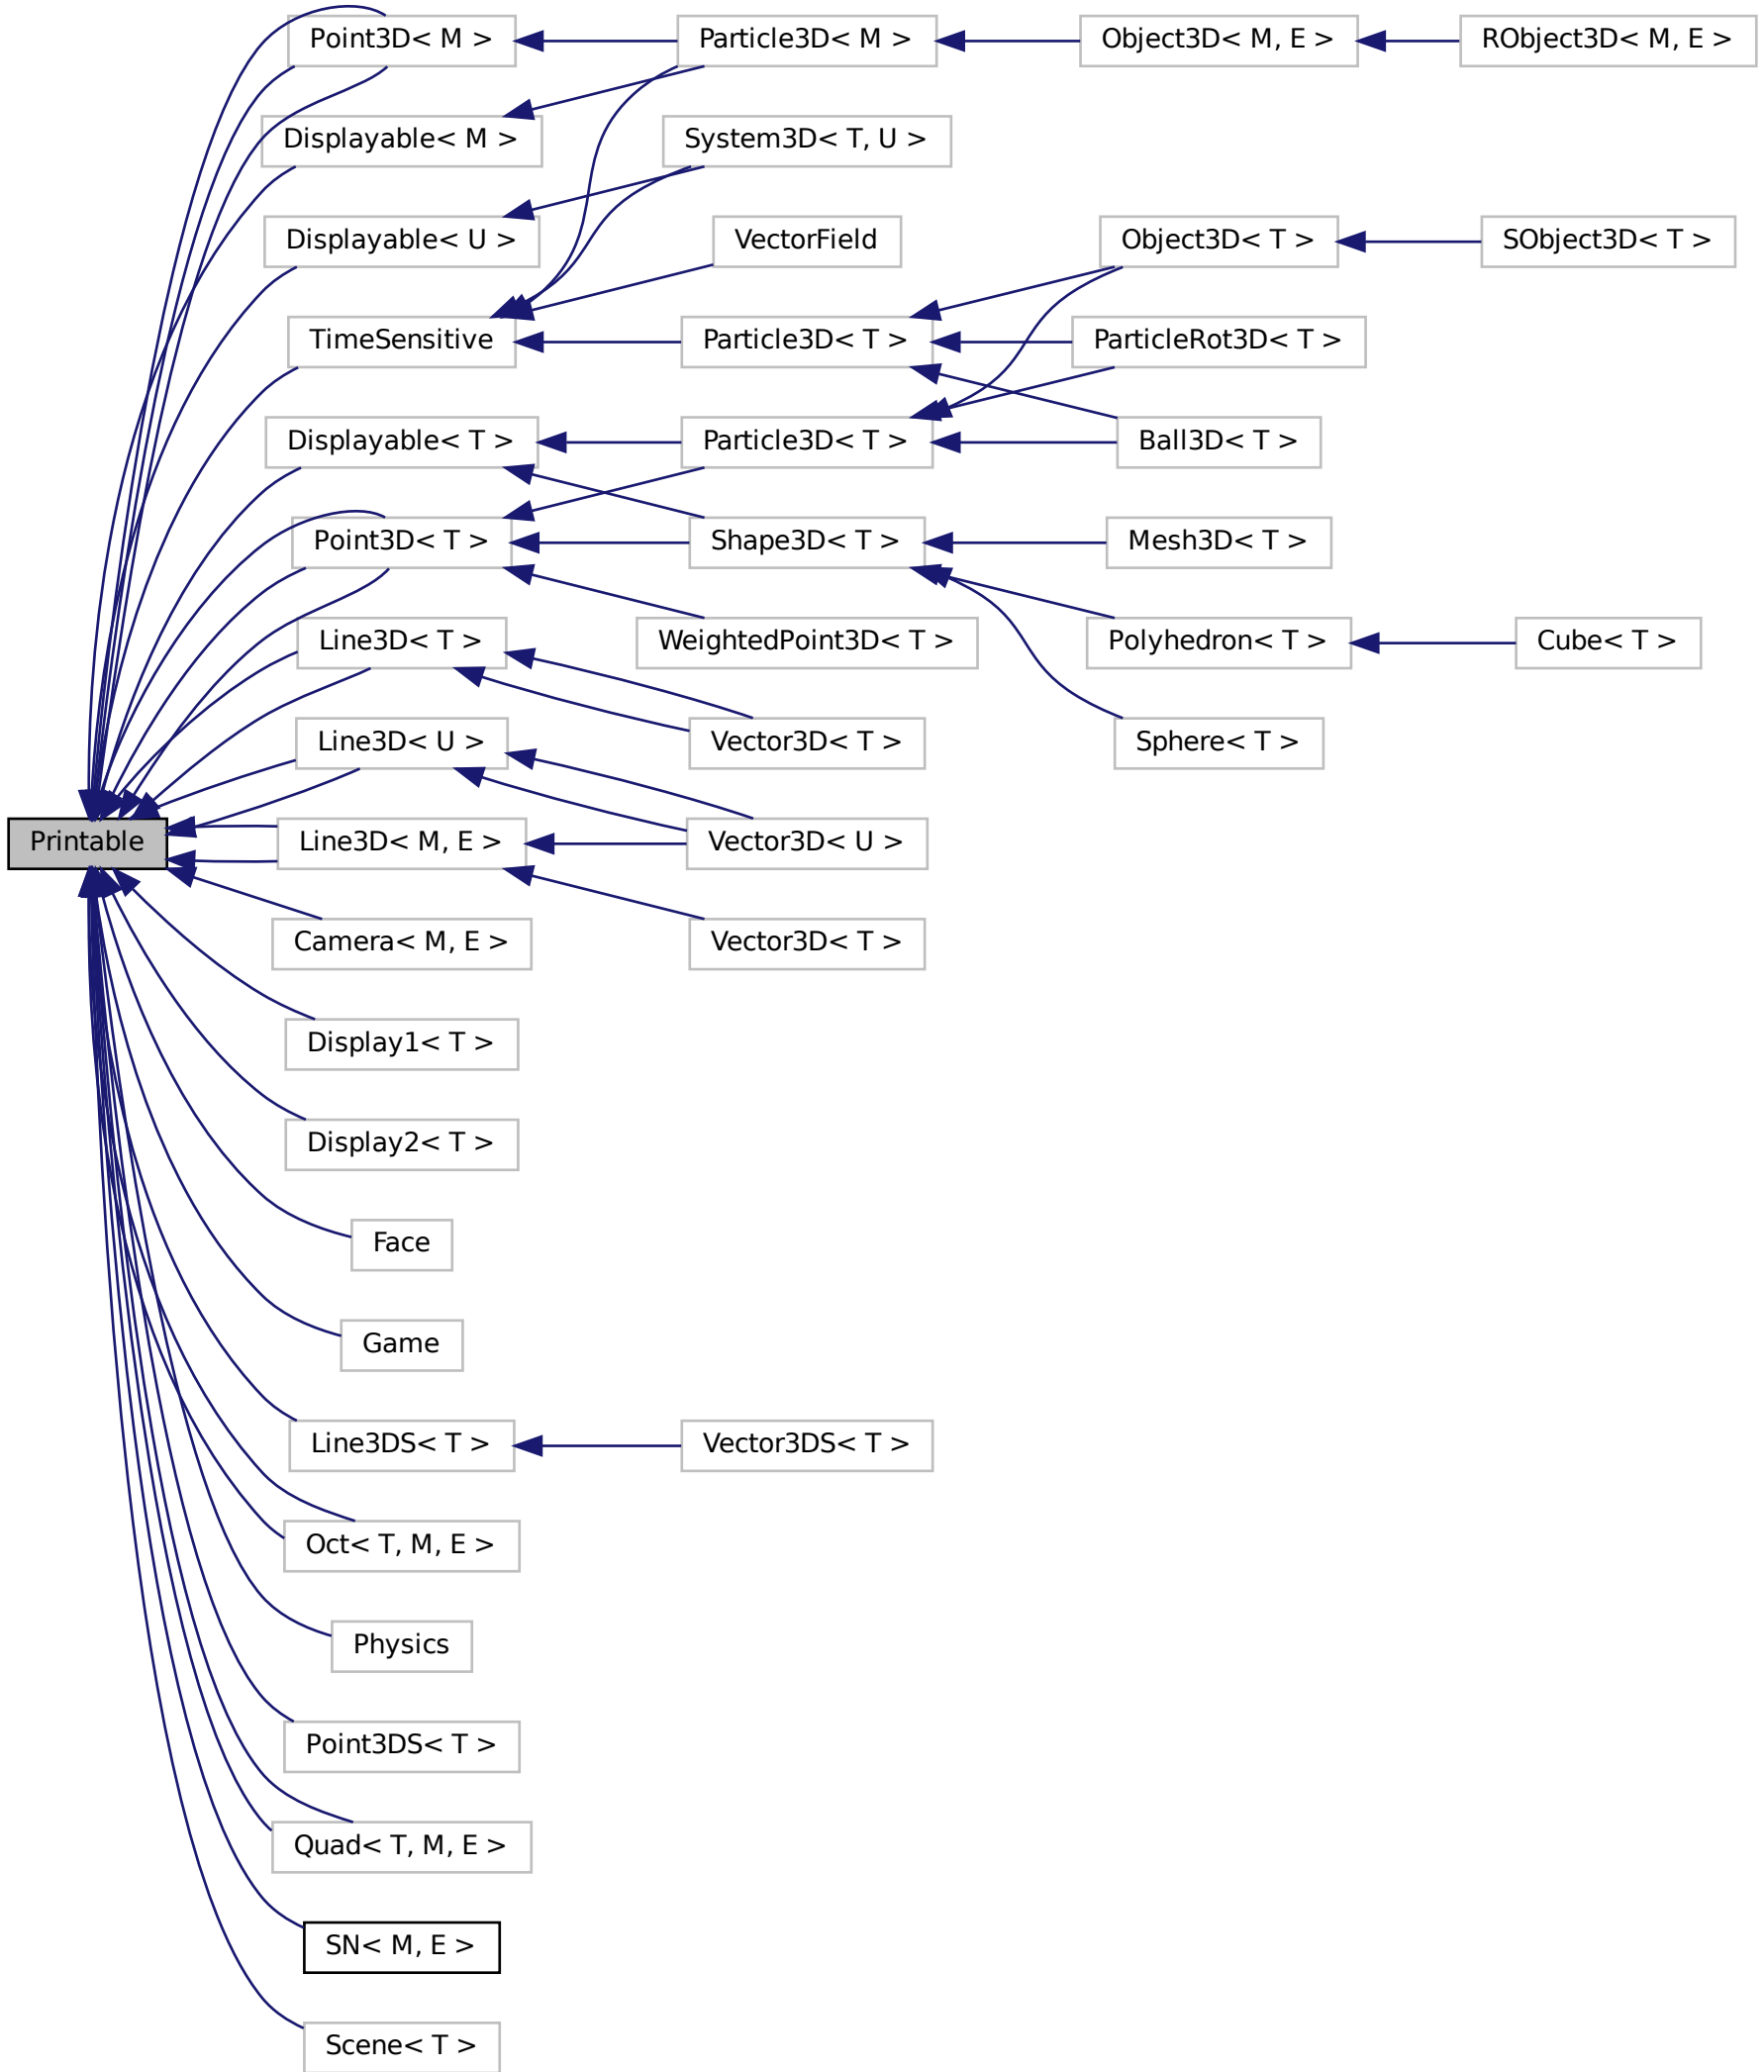 Point3D< M >
Particle3D< M >
Object3D< M, E >
RObject3D< M, E >
Displayable< M >
System3D< T, U >
Displayable< U >
VectorField
Object3D< T >
SObject3D< T >
TimeSensitive
Particle3D< T >
ParticleRot3D< T >
Displayable< T >
Particle3D< T >
Ball3D< T >
Point3D< T >
Shape3D< T >
Mesh3D< T >
Line3D< T >
WeightedPoint3D< T >
Polyhedron< T >
Cube< T >
Line3D< U >
Vector3D< T >
Sphere< T >
Printable
Line3D< M, E >
Vector3D< U >
Camera< M, E >
Vector3D< T >
Display1< T >
Display2< T >
Face
Game
Line3DS< T >
Vector3DS< T >
Oct< T, M, E >
Physics
Point3DS< T >
Quad< T, M, E >
SN< M, E >
Scene< T >